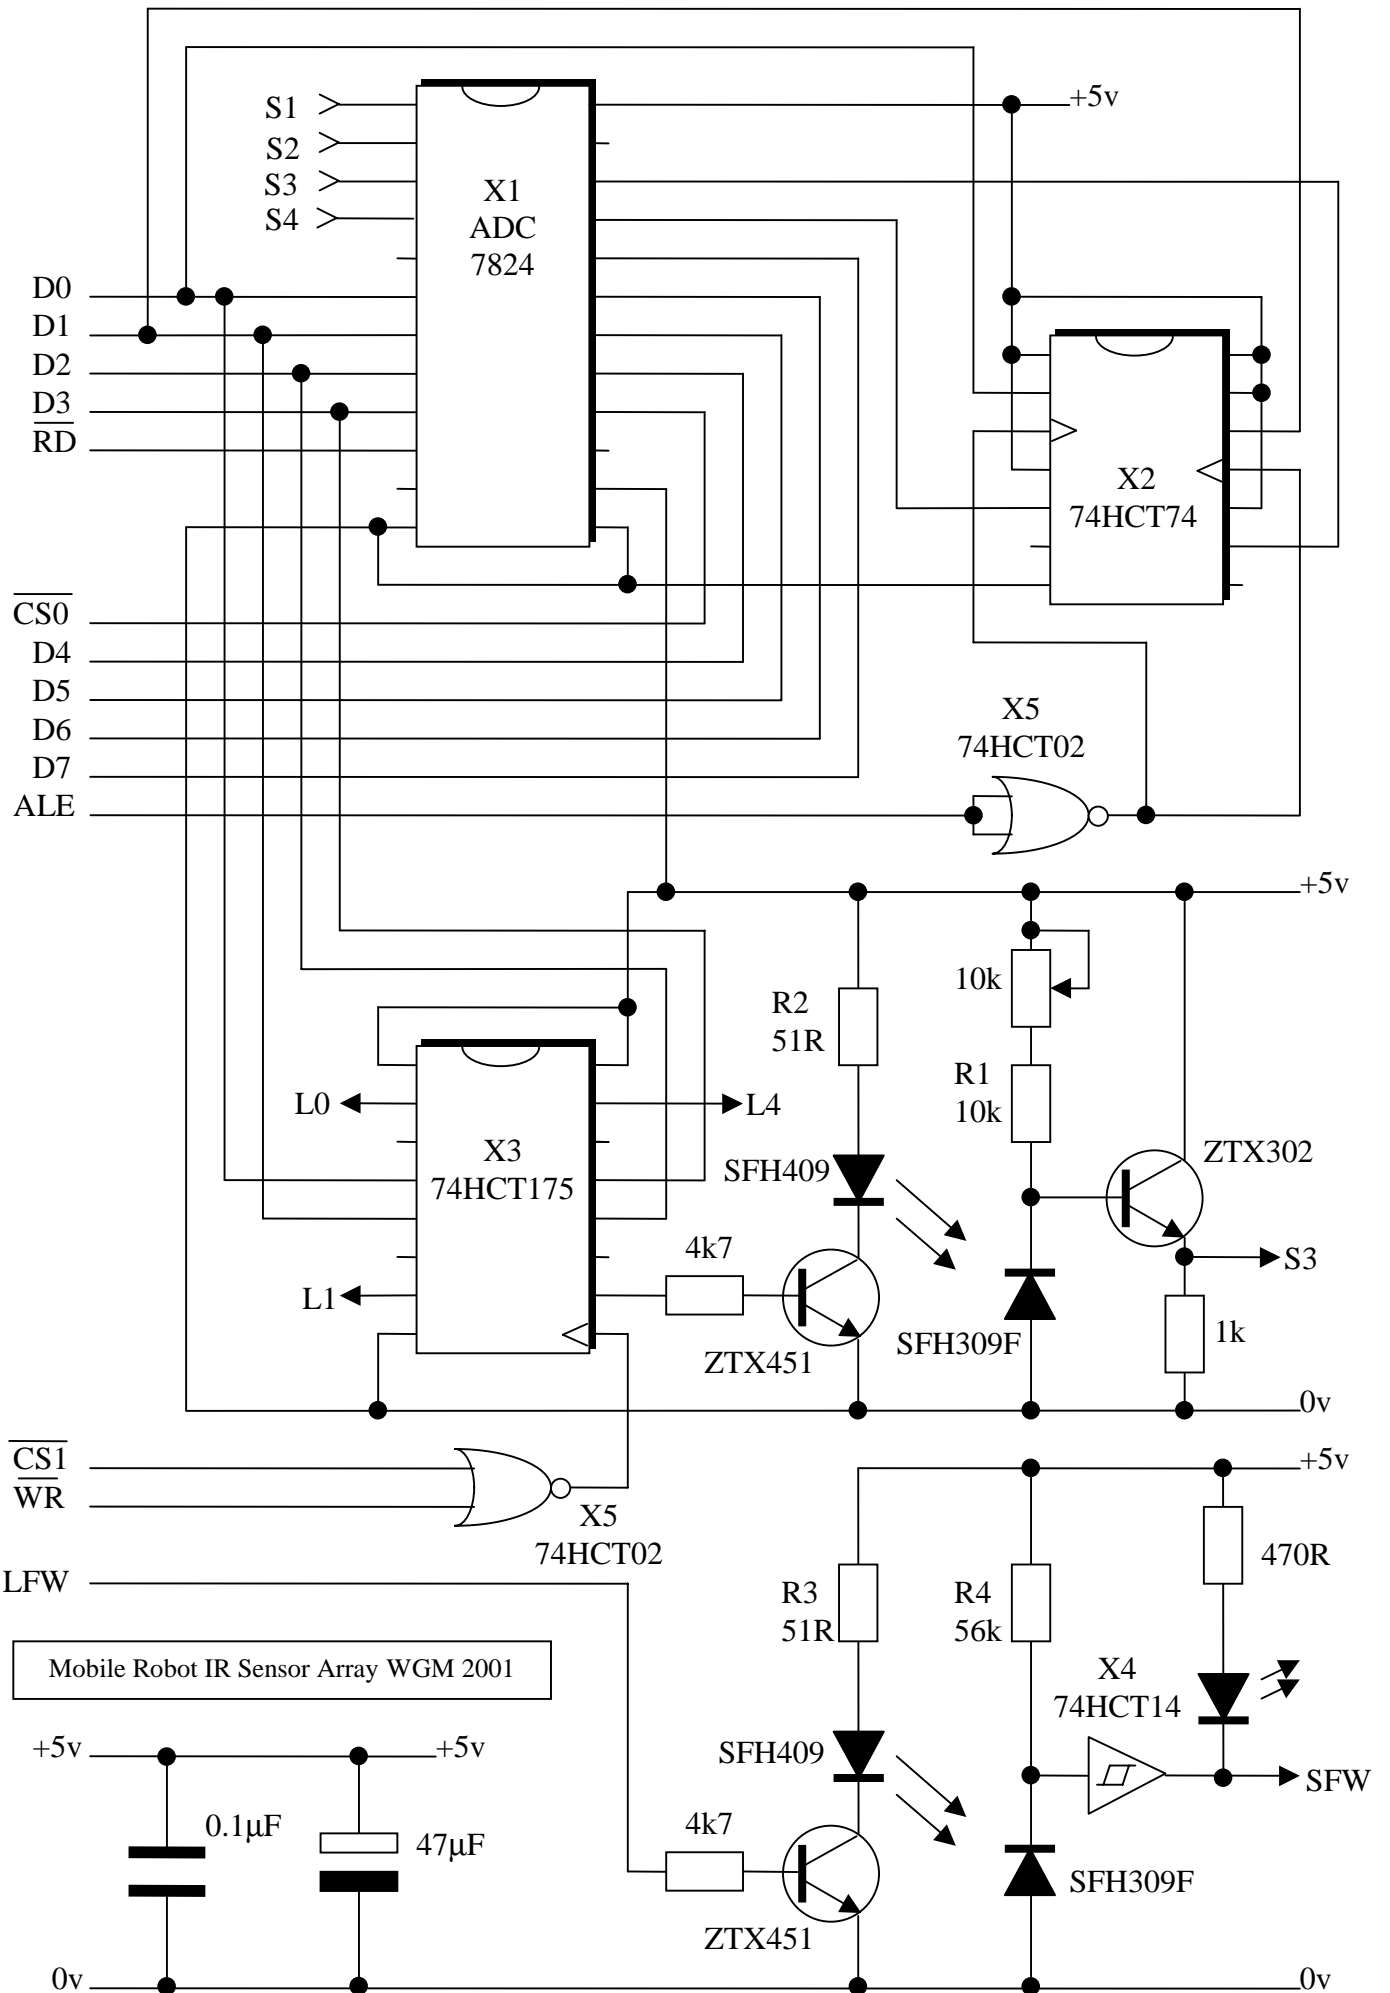 S1
S2
S3
S4
X1
ADC
7824
+5v
D0
D1
D2
D3
RD
X2
74HCT74
CS0
D4
D5
D6
D7
ALE
X5
74HCT02
+5v
10k
R2
51R
R1
10k
L0
L4
X3
74HCT175
SFH409
ZTX302
4k7
L1
S3
ZTX451
SFH309F
1k
0v
CS1
WR
X5
74HCT02
+5v
470R
LFW
R3
51R
R4
56k
Mobile Robot IR Sensor Array WGM 2001
X4
74HCT14
+5v
+5v
SFH409
SFW
0.1µF
47µF
4k7
SFH309F
ZTX451
0v
0v